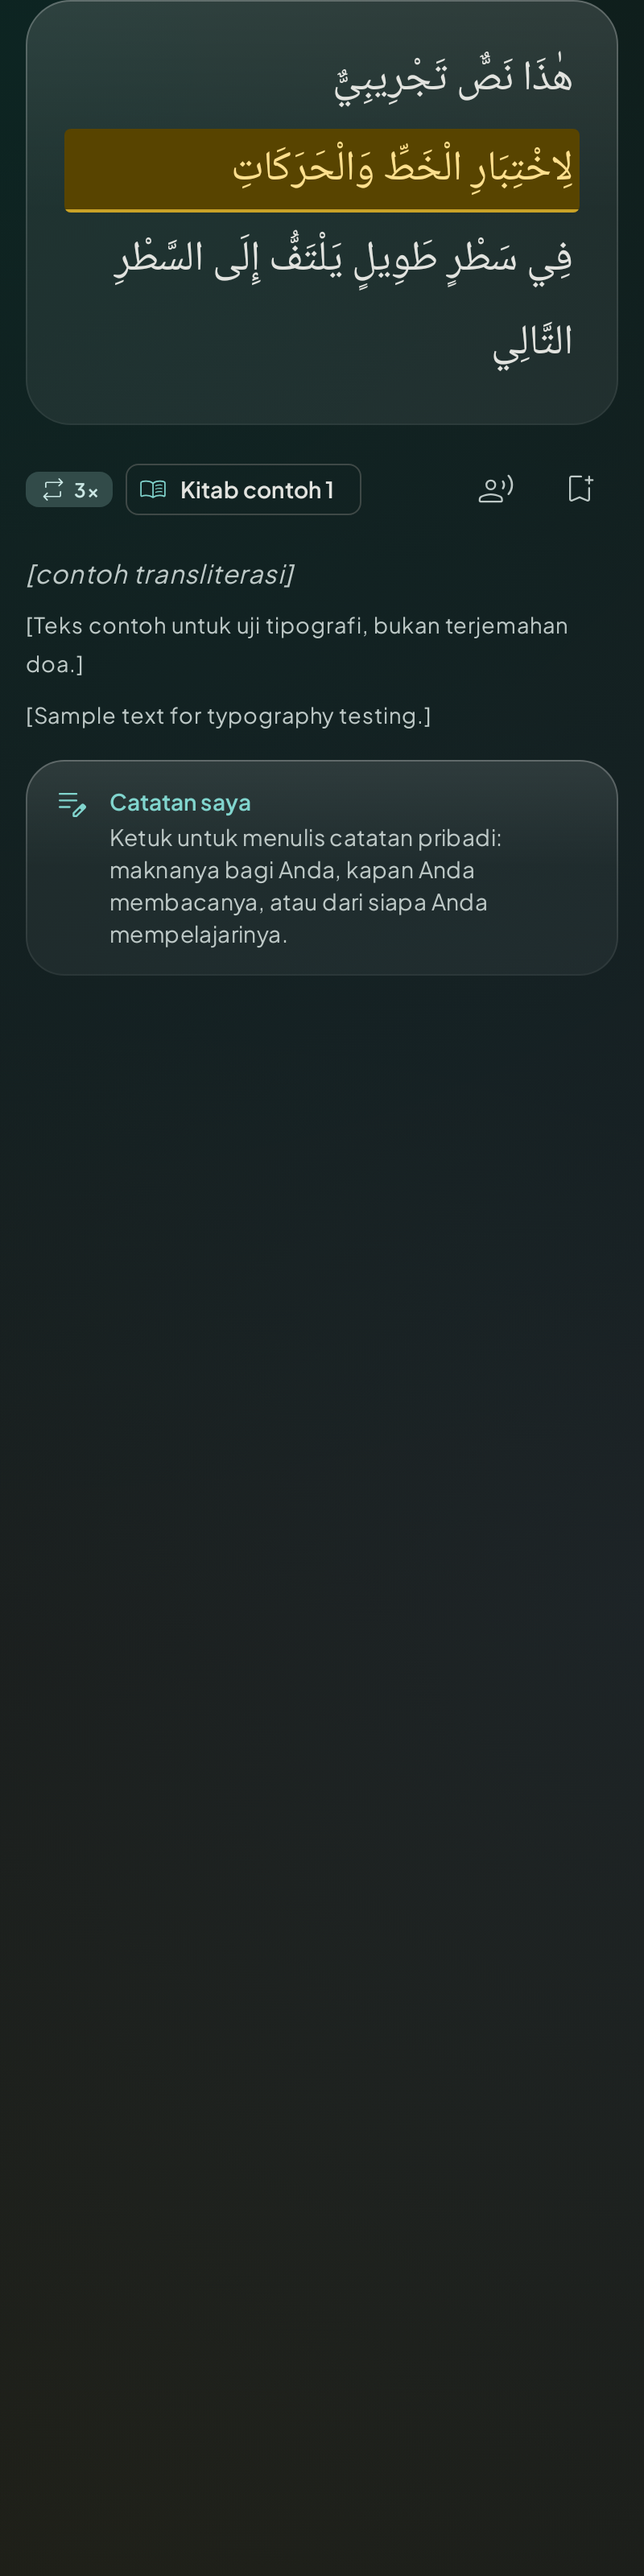 هٰذَا نَصٌّ تَجْرِيبِيٌّ
لِاخْتِبَارِ الْخَطِّ وَالْحَرَكَاتِ
فِي سَطْرٍ طَوِيلٍ يَلْتَفُّ إِلَى السَّطْرِ
التَّالِي
3×
Kitab contoh 1
[contoh transliterasi]
[Teks contoh untuk uji tipografi, bukan terjemahan
doa.]
[Sample text for typography testing.]
Catatan saya
Ketuk untuk menulis catatan pribadi:
maknanya bagi Anda, kapan Anda
membacanya, atau dari siapa Anda
mempelajarinya.